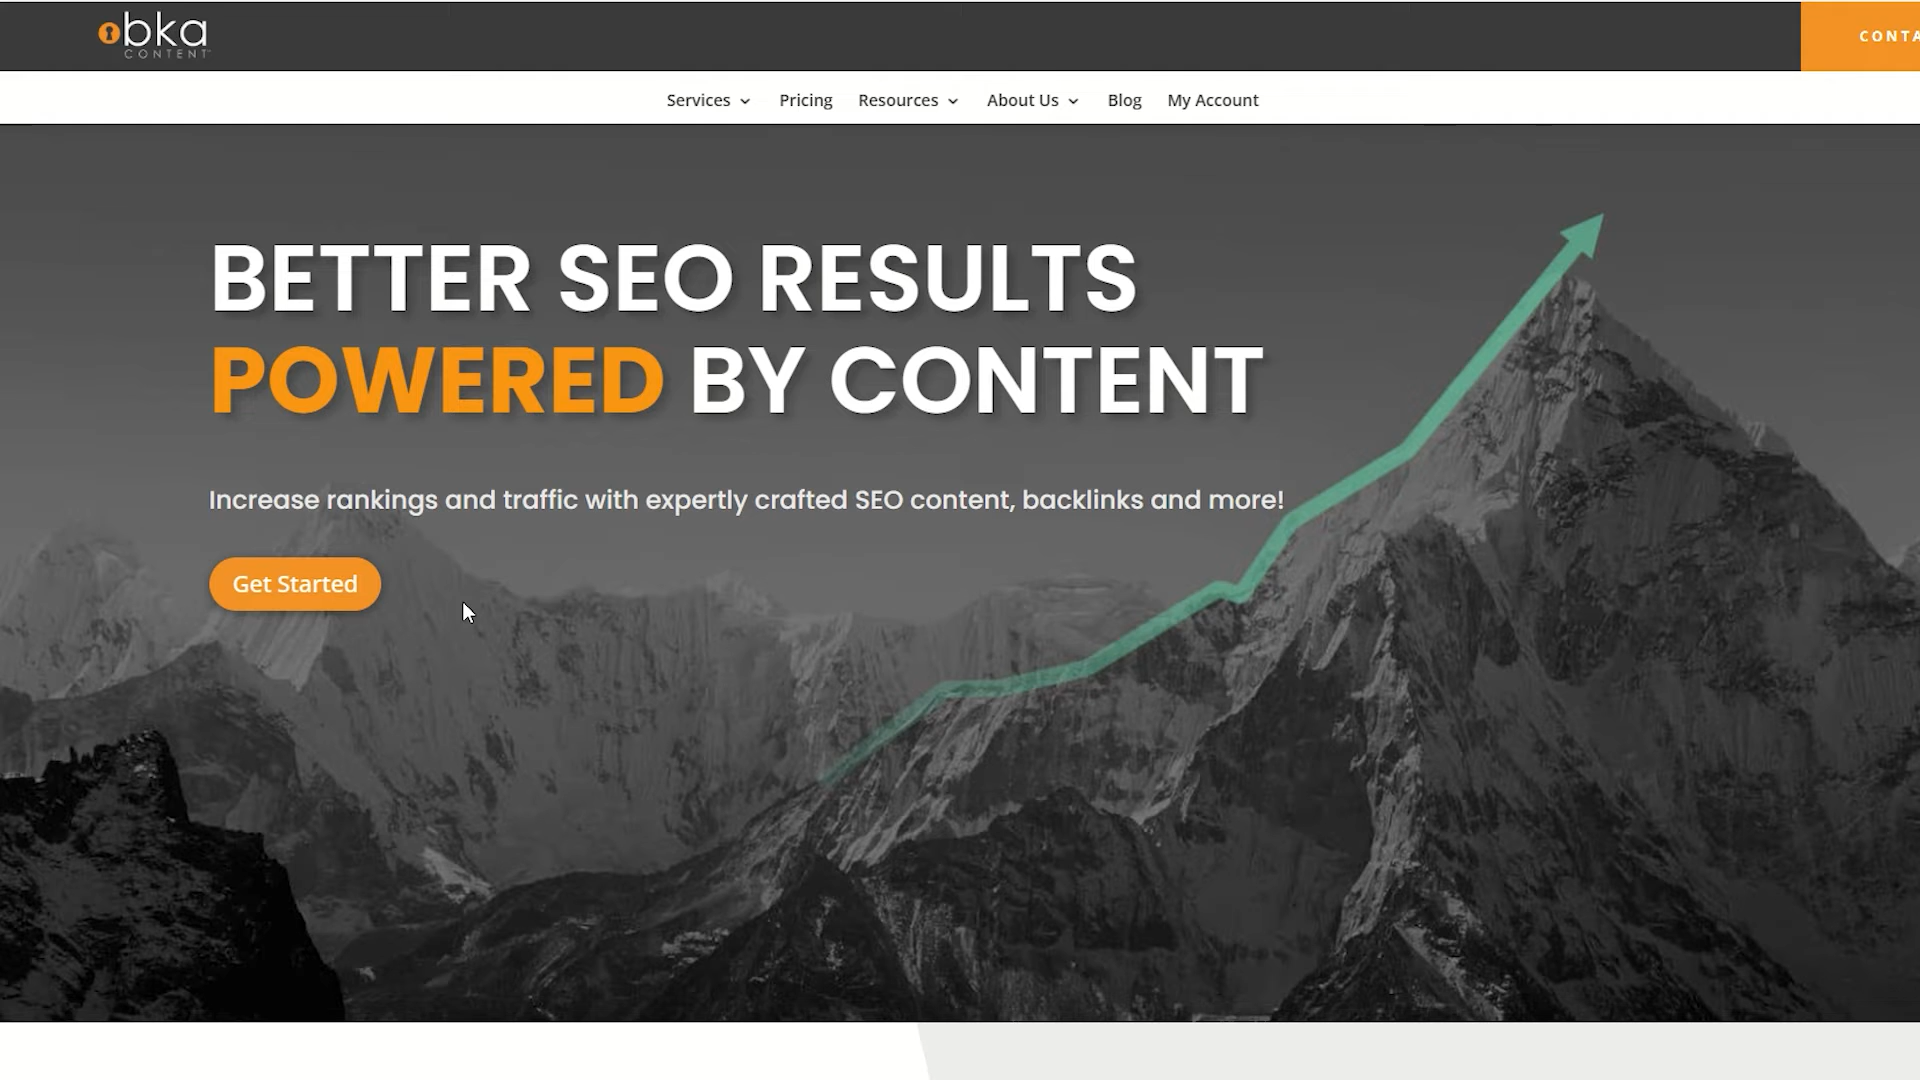 bka
CONTENT
CONTA
Services Pricing Resources About Us Blog My Account
BETTER SEO RESULTS
POWERED BY CONTENT
Increase rankings and traffic with expertly crafted SEO content, backlinks and more!
Get Started